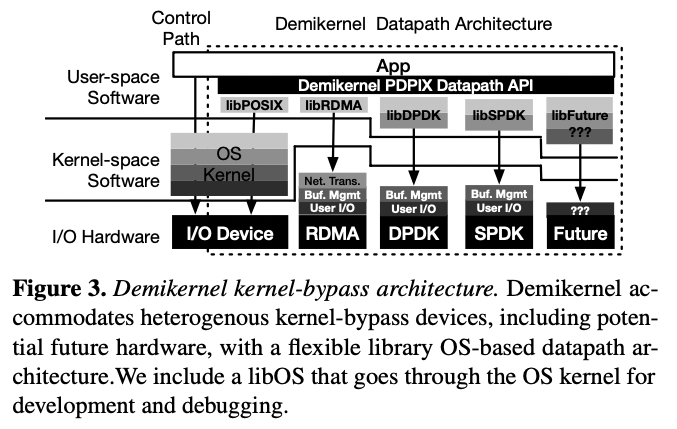 Control
Path
Demikernel Datapath Architecture
User-space
Software
App
Demikernel PDPIX Datapath API
libPOSIX
libRDMA
libDPDK
libSPDK
libFuture
???
Kernel-space
Software
OS
Kernel
Net. Trans.
Buf. Mgmt
User I/O
Buf. Mgmt
User I/O
Buf. Mgmt
User I/O
???
I/O Hardware
I/O Device
RDMA
DPDK
SPDK
Future
Figure 3. Demikernel kernel-bypass architecture. Demikernel ac-
commodates heterogenous kernel-bypass devices, including poten-
tial future hardware, with a flexible library OS-based datapath ar-
chitecture.We include a libOS that goes through the OS kernel for
development and debugging.